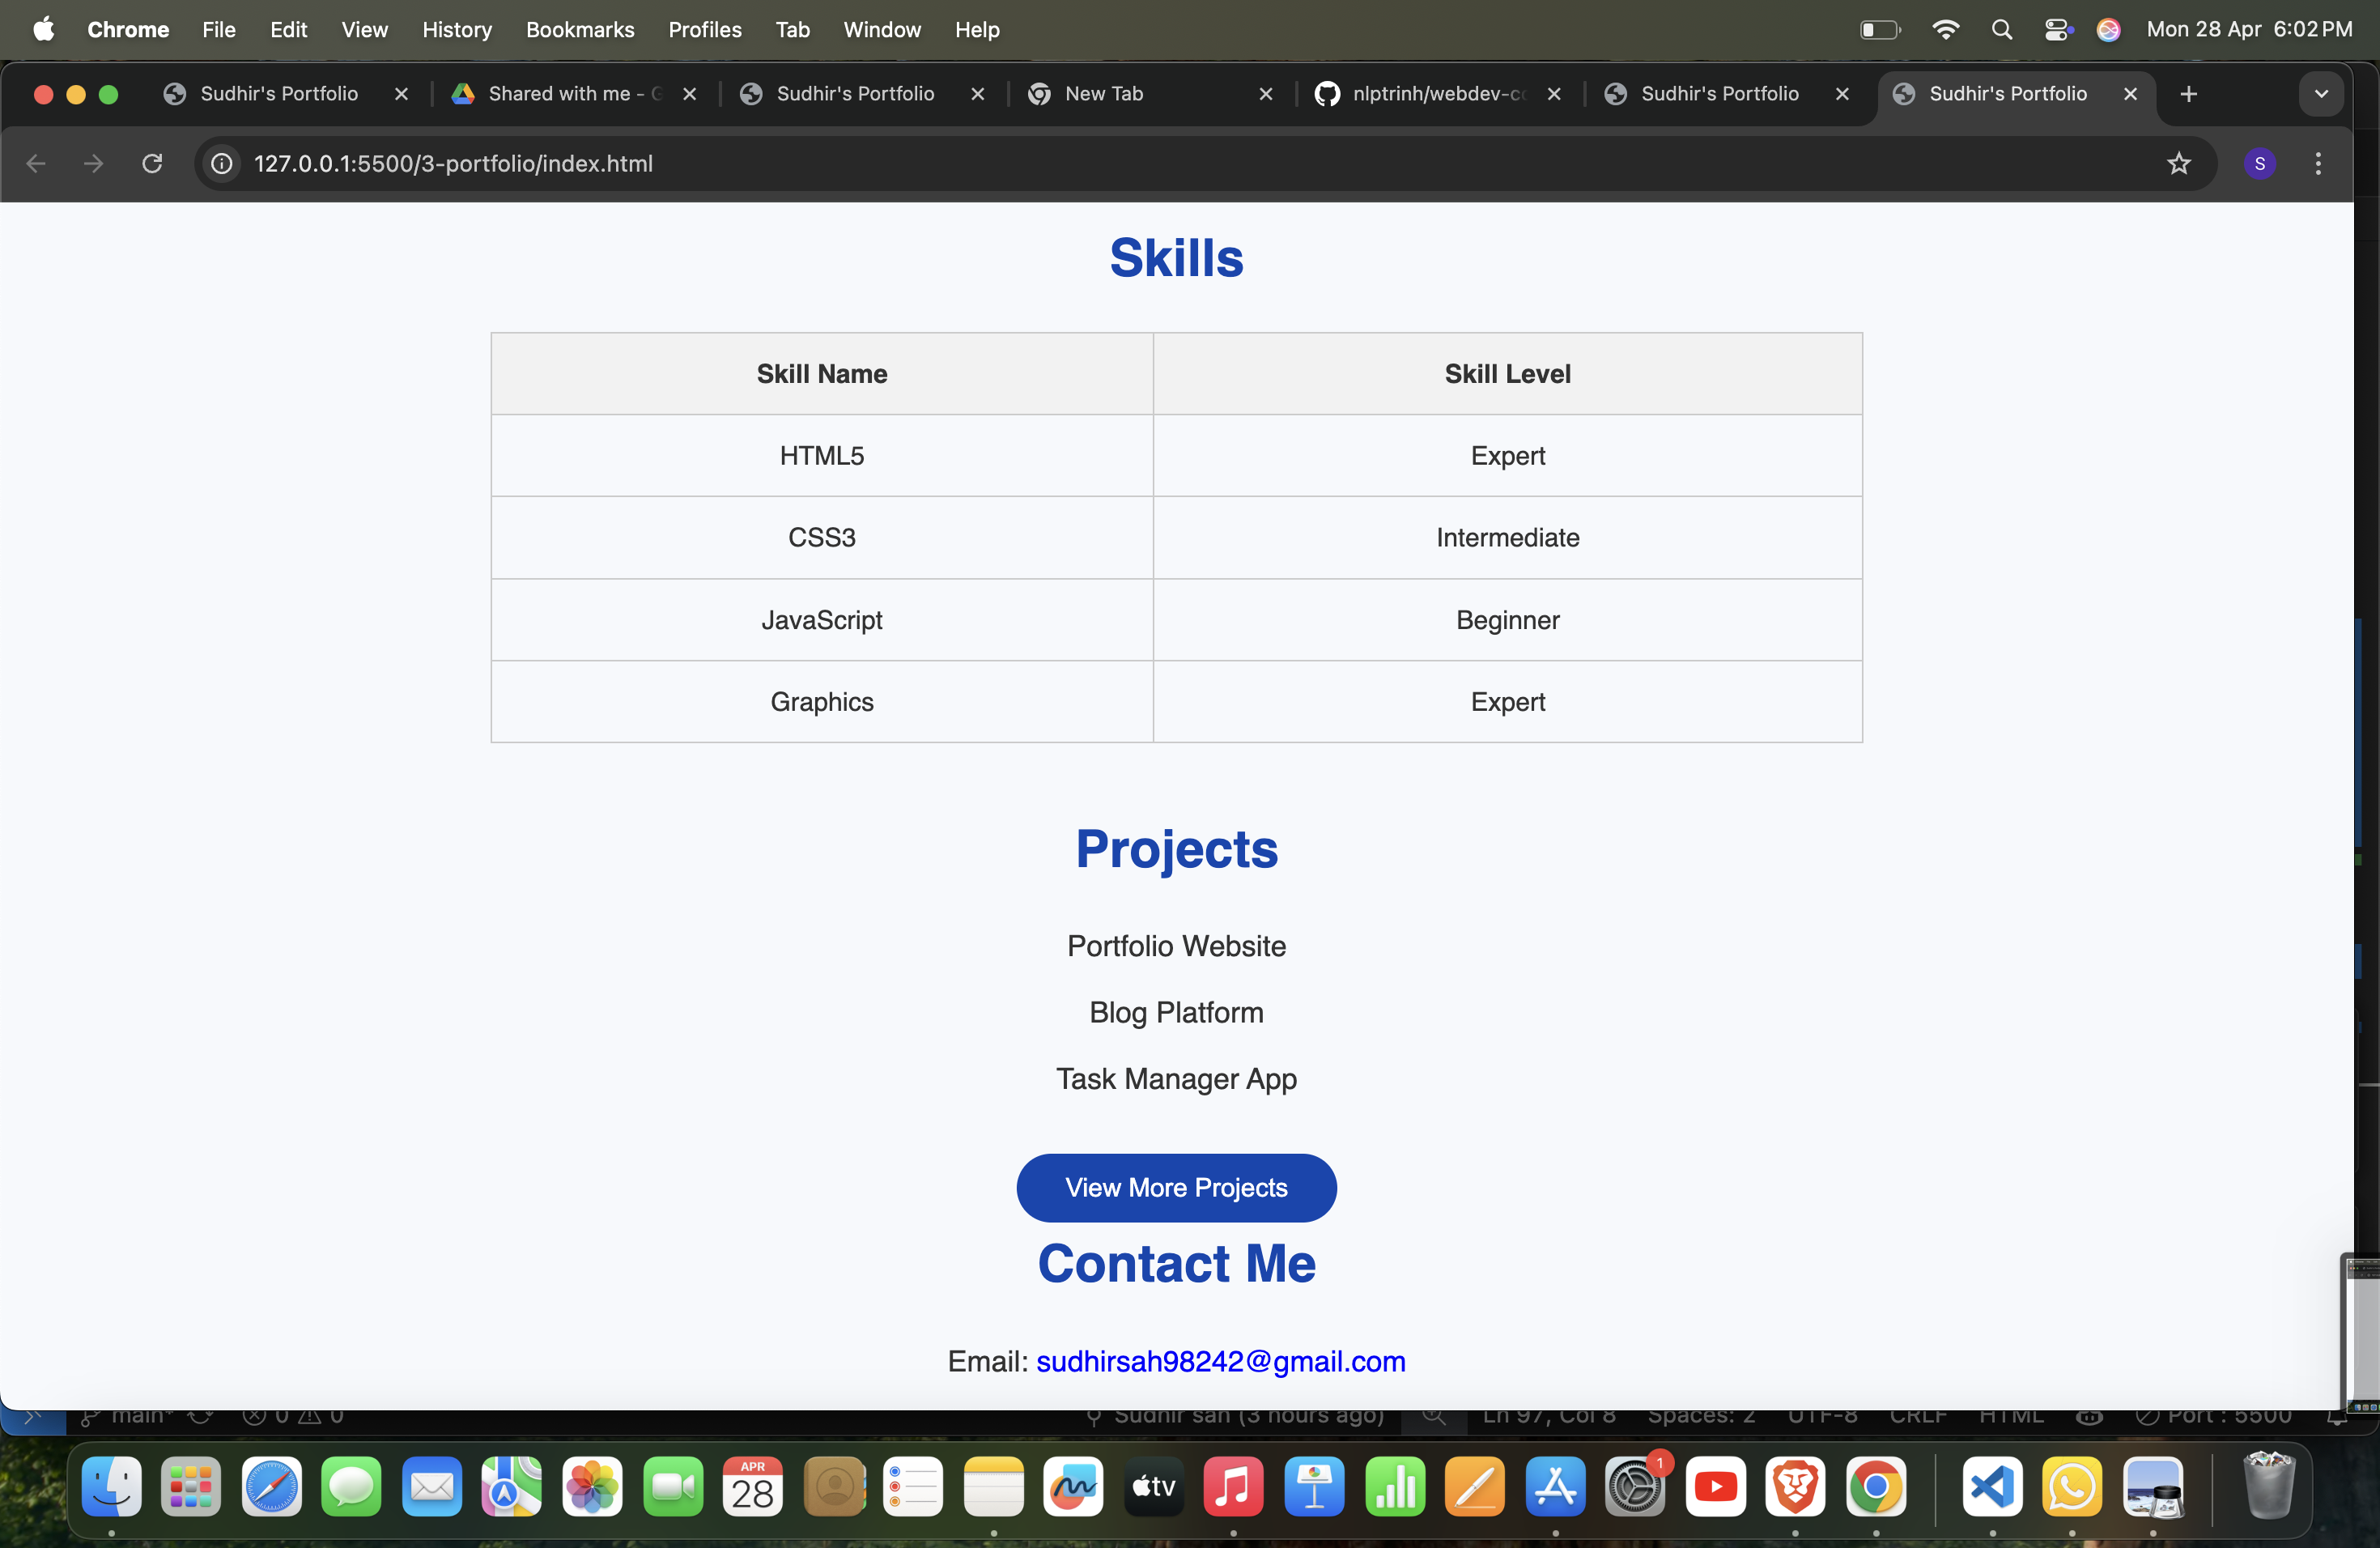 Chrome File Edit View History Bookmarks Profiles Tab Window Help Mon 28 Apr 6:02 PM
Sudhir's Portfolio Shared with me - G Sudhir's Portfolio New Tab nlptrinh/webdev-co Sudhir's Portfolio Sudhir's Portfolio
127.0.0.1:5500/3-portfolio/index.html S
Skills
Skill Name Skill Level
HTML5 Expert
CSS3 Intermediate
JavaScript Beginner
Graphics Expert
Projects
Portfolio Website
Blog Platform
Task Manager App
View More Projects
Contact Me
Email: sudhirsah98242@gmail.com
main* 0 0 Sudhir sah (3 hours ago) Ln 97, Col 8 Spaces: 2 UTF-8 CRLF HTML Port : 5500
APR
28
tv
1